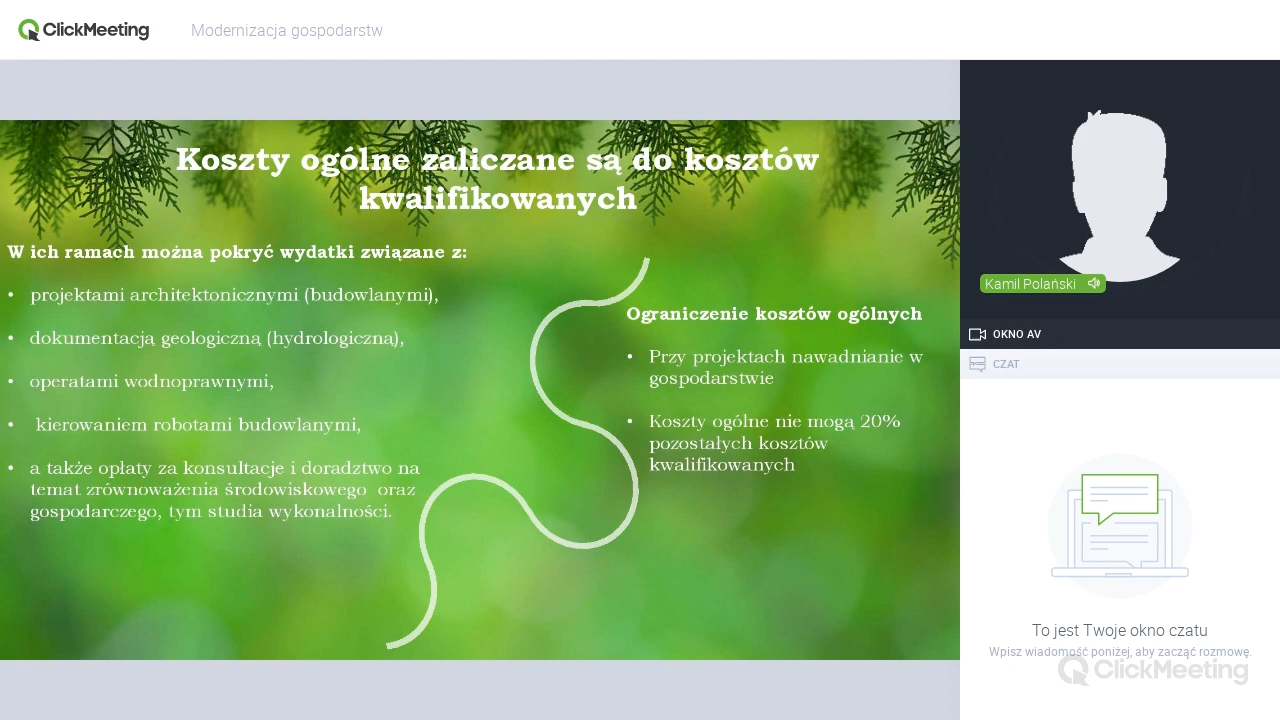 ClickMeeting
Modernizacja gospodarstw
Koszty ogólne zaliczane są do kosztów
kwalifikowanych
W ich ramach można pokryć wydatki związane z:
• projektami architektonicznymi (budowlanymi),
• dokumentacją geologiczną (hydrologiczna),
• operatami wodnoprawnymi,
• kierowaniem robotami budowlanymi,
• a także opłaty za konsultacje i doradztwo na
temat zrównoważenia środowiskowego oraz
gospodarczego, tym studia wykonalności.
Ograniczenie kosztów ogólnych
• Przy projektach nawadnianie w
gospodarstwie
• Koszty ogólne nie mogą 20%
pozostałych kosztów
kwalifikowanych
Kamil Polański
OKNO AV
CZAT
To jest Twoje okno czatu
Wpisz wiadomość poniżej, aby zacząć rozmowę.
ClickMeeting